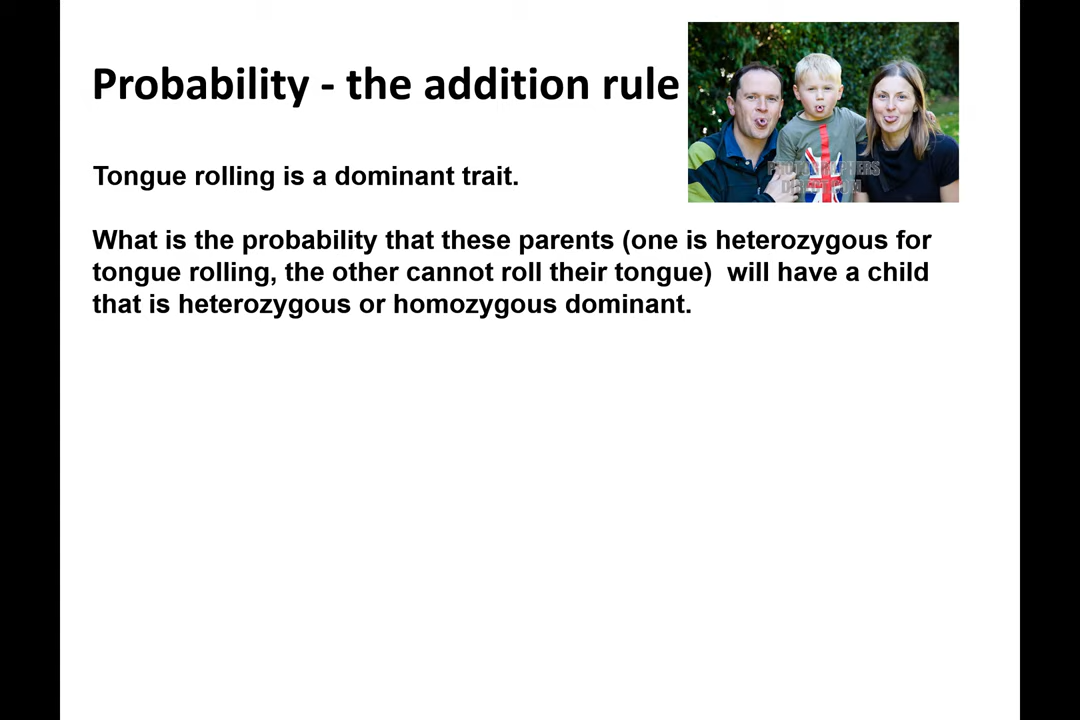 Probability - the addition rule
Tongue rolling is a dominant trait.
What is the probability that these parents (one is heterozygous for
tongue rolling, the other cannot roll their tongue)  will have a child
that is heterozygous or homozygous dominant.